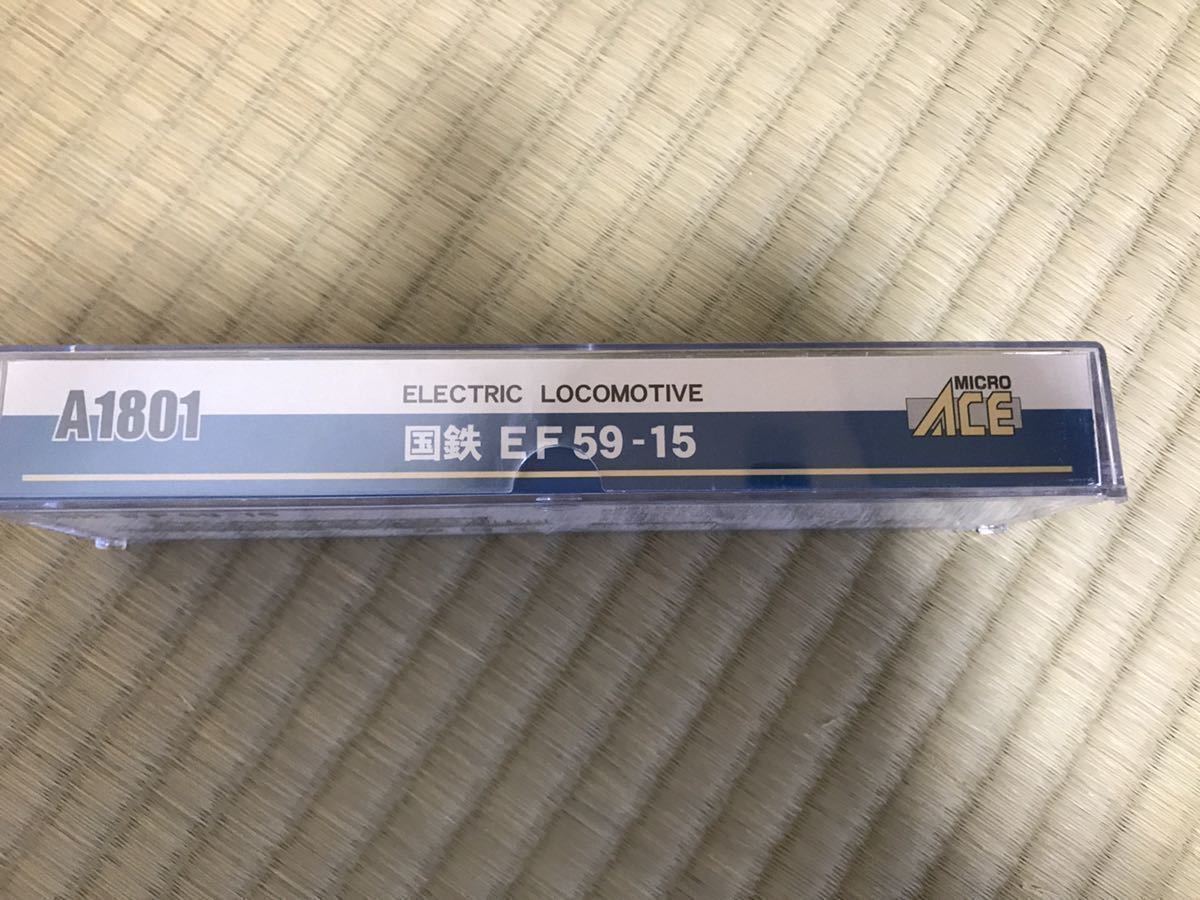 A1801
ELECTRIC LOCOMOTIVE
国鉄 EF59-15
MICRO
ACE